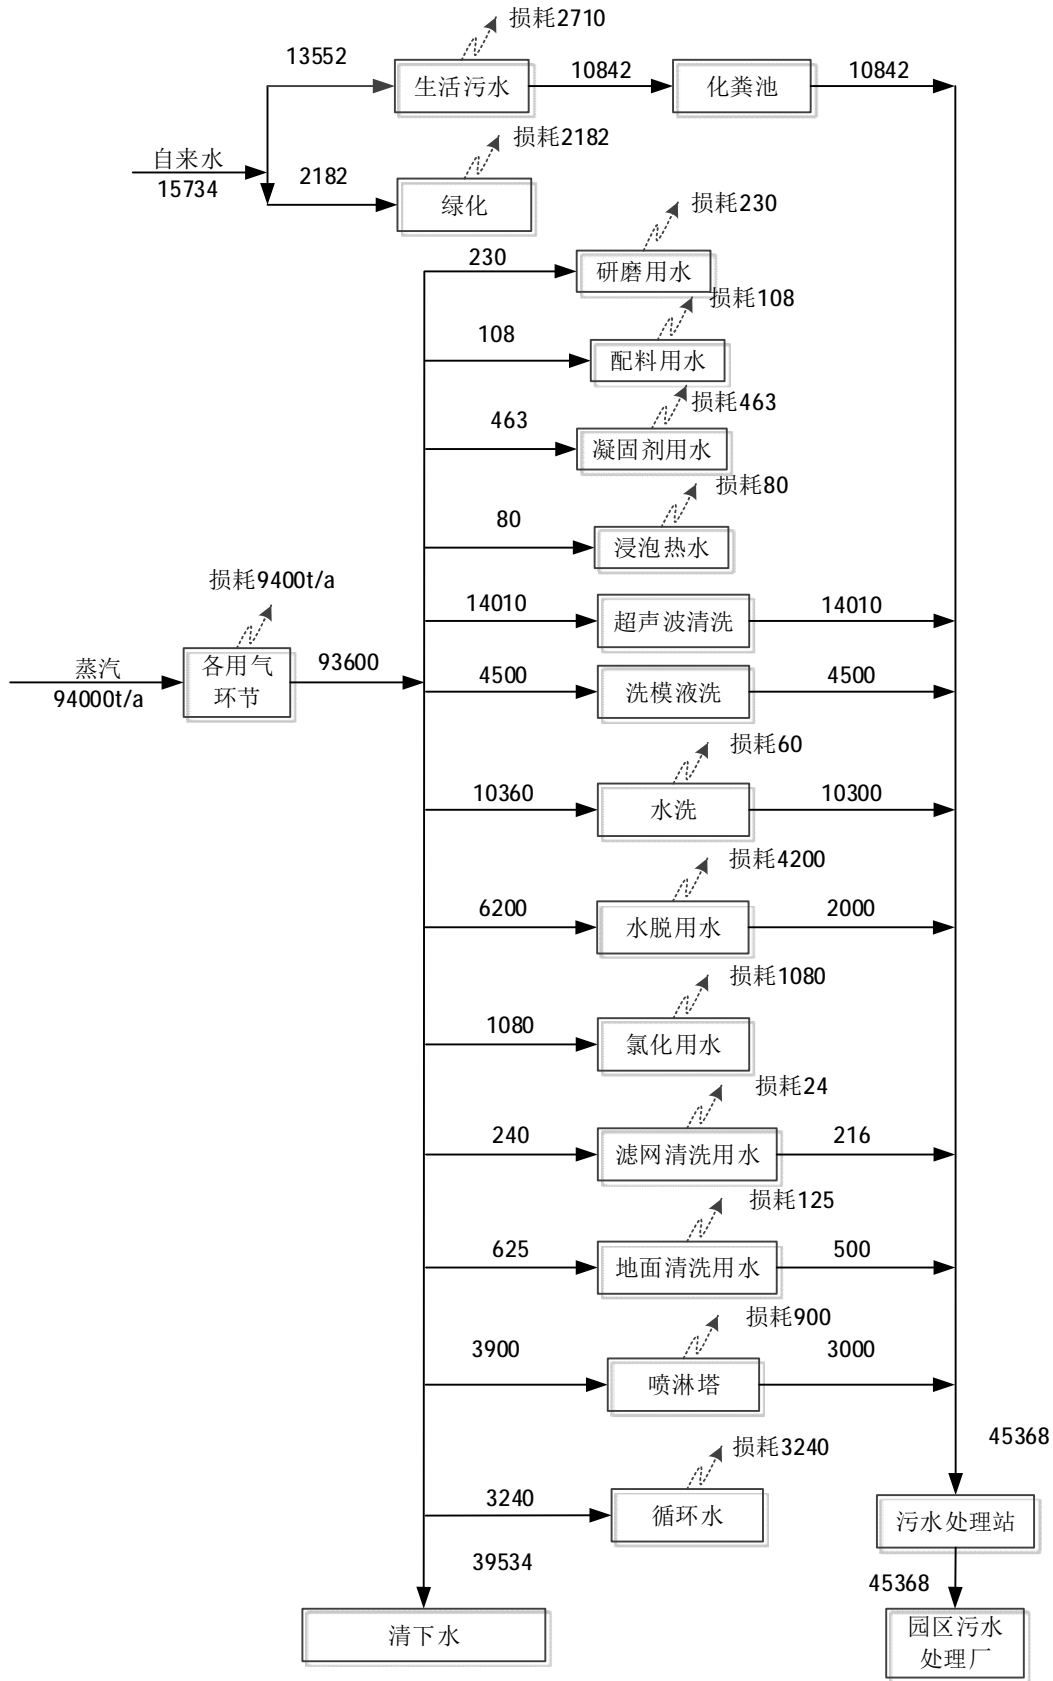 损耗2710
13552
生活污水
10842
化粪池
10842
损耗2182
自来水
15734
2182
绿化
损耗230
230
研磨用水
损耗108
108
配料用水
损耗463
463
凝固剂用水
损耗80
80
浸泡热水
损耗9400t/a
14010
超声波清洗
14010
蒸汽
94000t/a
各用气
环节
93600
4500
洗模液洗
4500
损耗60
10360
水洗
10300
损耗4200
6200
水脱用水
2000
损耗1080
1080
氯化用水
损耗24
240
滤网清洗用水
216
损耗125
625
地面清洗用水
500
损耗900
3900
喷淋塔
3000
45368
损耗3240
3240
循环水
污水处理站
39534
45368
清下水
园区污水
处理厂